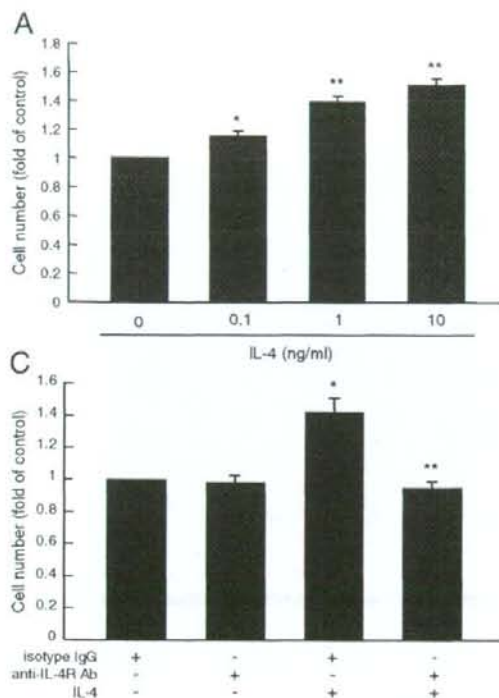 A
Cell number (fold of control)
1.8
1.6
1.4
1.2
1
0.8
0.6
0.4
0.2
0
*
**
**
0 0.1 1 10
IL-4 (ng/ml)
C
Cell number (fold of control)
1.6
1.4
1.2
1
0.8
0.6
0.4
0.2
0
*
**
isotype IgG + - + -
anti-IL-4R Ab - + - +
IL-4 - - + +